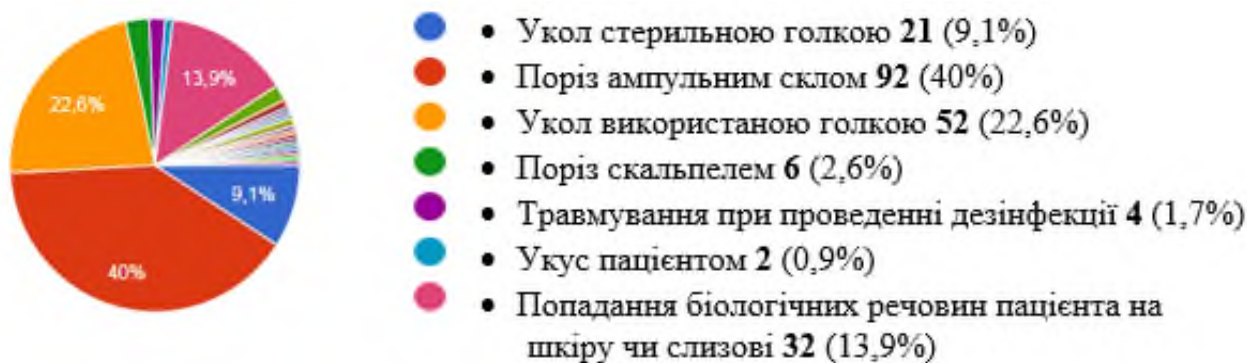 13,9%
22,6%
9,1%
40%
• Укол стерильною голкою 21 (9,1%)
• Поріз ампульним склом 92 (40%)
• Укол використаною голкою 52 (22,6%)
• Поріз скальпелем 6 (2,6%)
• Травмування при проведенні дезінфекції 4 (1,7%)
• Укус пацієнтом 2 (0,9%)
• Попадання біологічних речовин пацієнта на
шкіру чи слизові 32 (13,9%)